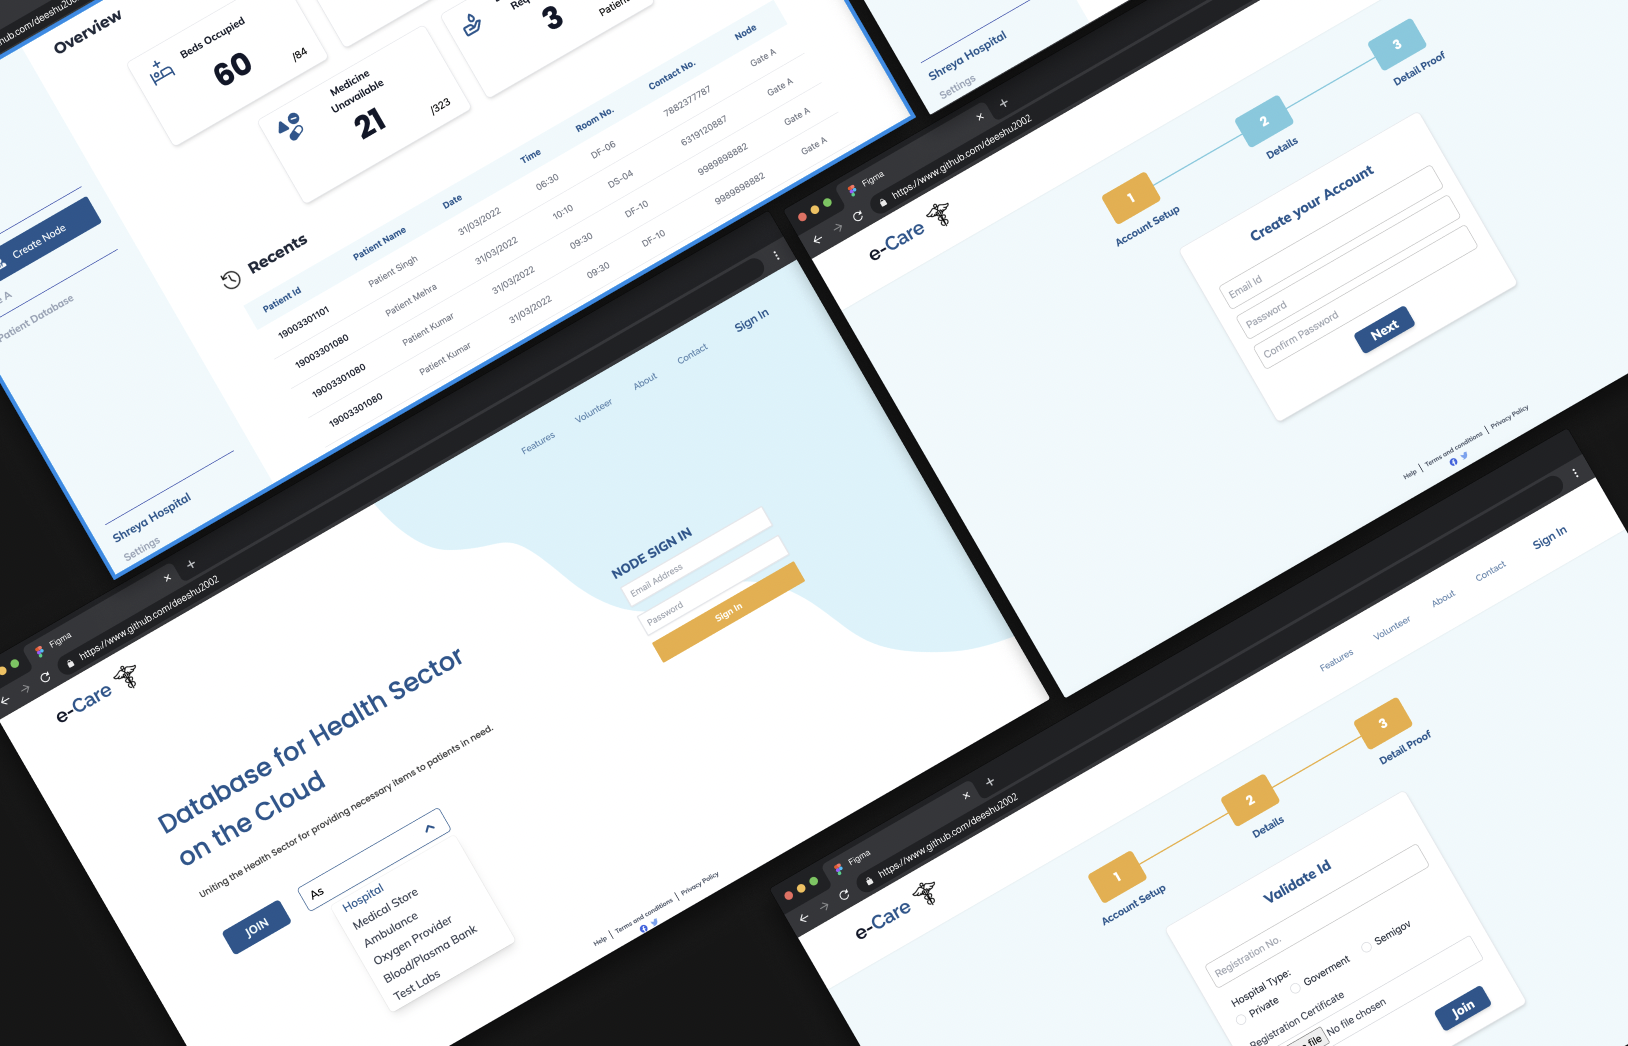 github.com/deeshu200
Overview
Beds Occupied
60
/84
Medicine
Unavailable
21
/323
3
Create Node
Patient Database
Recents
Patient Id
Patient Name
Date
Time
Room No.
Contact No.
Node
19003301101
Patient Singh
31/03/2022
06:30
DF-06
7882377787
Gate A
19003301080
Patient Mehra
31/03/2022
10:10
DS-04
6319120887
Gate A
19003301080
Patient Kumar
31/03/2022
09:30
DF-10
9989898882
Gate A
19003301080
Patient Kumar
31/03/2022
09:30
DF-10
9989898882
Gate A
Shreya Hospital
Settings
Shreya Hospital
Settings
Figma
https://www.github.com/deeshu2002
e-Care
1
Account Setup
2
Details
3
Detail Proof
Create your Account
Email Id
Password
Confirm Password
Next
Help | Terms and conditions | Privacy Policy
Figma
https://www.github.com/deeshu2002
e-Care
Features
Volunteer
About
Contact
Sign In
NODE SIGN IN
Email Address
Password
Sign In
Database for Health Sector
on the Cloud
Uniting the Health Sector for providing necessary items to patients in need.
JOIN
As
Hospital
Medical Store
Ambulance
Oxygen Provider
Blood/Plasma Bank
Test Labs
Help | Terms and conditions | Privacy Policy
Figma
https://www.github.com/deeshu2002
e-Care
Features
Volunteer
About
Contact
Sign In
1
Account Setup
2
Details
3
Detail Proof
Validate Id
Registration No.
Hospital Type:
Private
Goverment
Semigov
Registration Certificate
file
No file chosen
Join